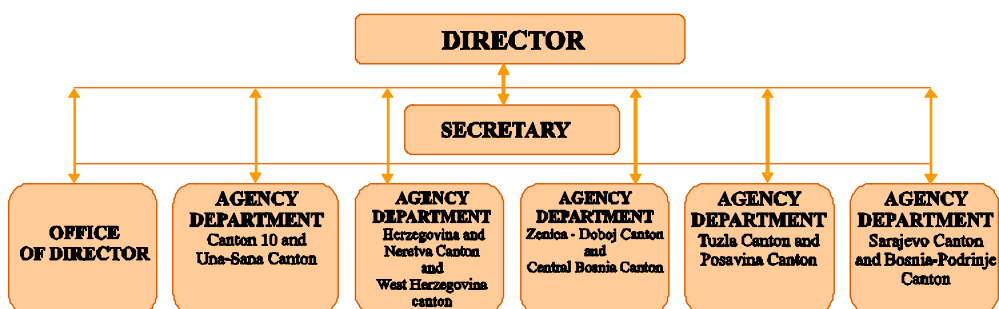 DIRECTOR
SECRETARY
OFFICE
OF DIRECTOR
AGENCY
DEPARTMENT
Canton 10 and
Una-Sana Canton
AGENCY
DEPARTMENT
Herzegovina and
Neretva Canton
and
West Herzegovina
canton
AGENCY
DEPARTMENT
Zenica - Doboj Canton
and
Central Bosnia Canton
AGENCY
DEPARTMENT
Tuzla Canton and
Posavina Canton
AGENCY
DEPARTMENT
Sarajevo Canton
and Bosnia-Podrinje
Canton